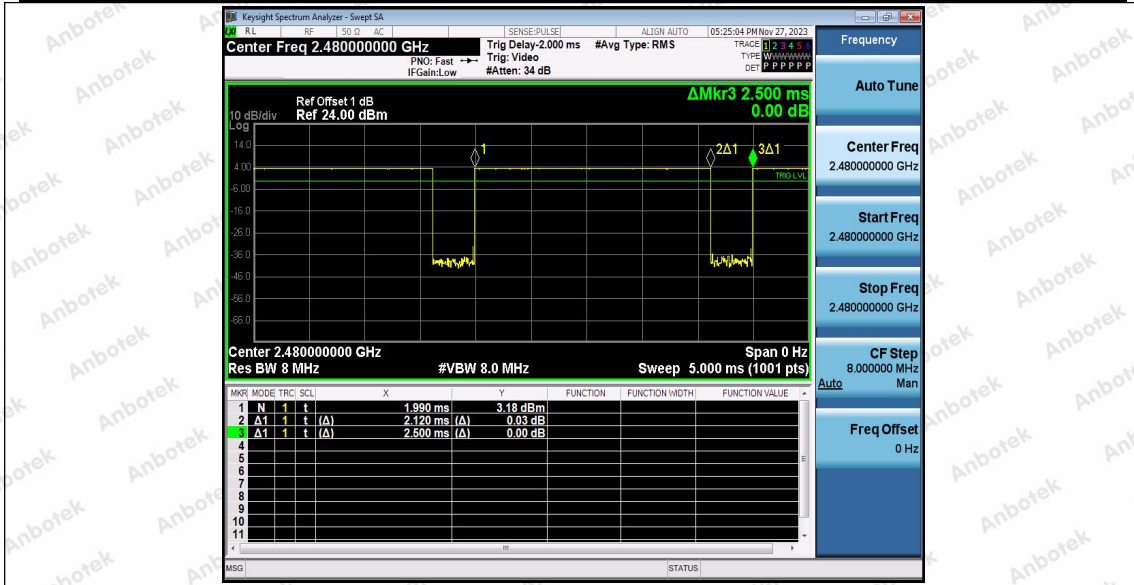 Keysight Spectrum Analyzer - Swept SA
LXI RL RF 50 Ω AC SENSE:PULSE ALIGN AUTO 05:25:04 PM Nov 27, 2023
Center Freq 2.480000000 GHz
PNO: Fast
IFGain:Low
Trig Delay-2.000 ms
Trig: Video
#Atten: 34 dB
#Avg Type: RMS
TRACE 1 2 3 4 5 6
TYPE WWWWWW
DET P P P P P P
ΔMkr3 2.500 ms
0.00 dB
Ref Offset 1 dB
10 dB/div Ref 24.00 dBm
Log
14.0
4.00
-6.00
-16.0
-26.0
-36.0
-46.0
-56.0
-66.0
1
2Δ1
3Δ1
TRIG LVL
Center 2.480000000 GHz Span 0 Hz
Res BW 8 MHz #VBW 8.0 MHz Sweep 5.000 ms (1001 pts)
MKR MODE TRC SCL X Y FUNCTION FUNCTION WIDTH FUNCTION VALUE
1 N 1 t 1.990 ms 3.18 dBm
2 Δ1 1 t (Δ) 2.120 ms (Δ) 0.03 dB
3 Δ1 1 t (Δ) 2.500 ms (Δ) 0.00 dB
4
5
6
7
8
9
10
11
MSG STATUS
Frequency
Auto Tune
Center Freq
2.480000000 GHz
Start Freq
2.480000000 GHz
Stop Freq
2.480000000 GHz
CF Step
8.000000 MHz
Auto Man
Freq Offset
0 Hz
Anbotek